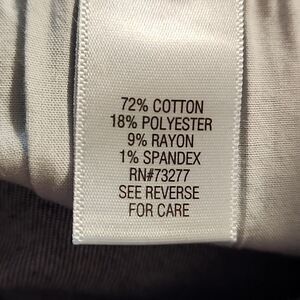 72% COTTON
18% POLYESTER
9% RAYON
1% SPANDEX
RN#73277
SEE REVERSE
FOR CARE